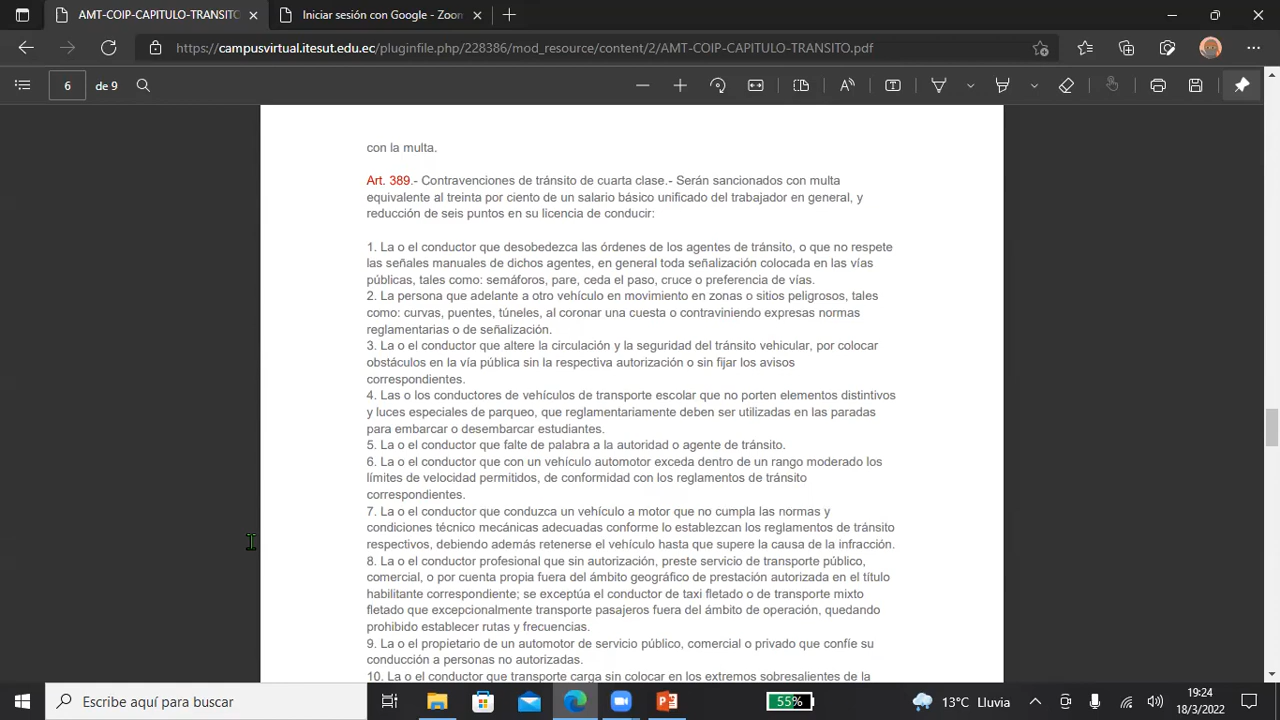 AMT-COIP-CAPITULO-TRANSITO
Iniciar sesión con Google - Zoom
https://campusvirtual.itesut.edu.ec/pluginfile.php/228386/mod_resource/content/2/AMT-COIP-CAPITULO-TRANSITO.pdf
6 de 9
con la multa.
Art. 389.- Contravenciones de tránsito de cuarta clase.- Serán sancionados con multa
equivalente al treinta por ciento de un salario básico unificado del trabajador en general, y
reducción de seis puntos en su licencia de conducir:
1. La o el conductor que desobedezca las órdenes de los agentes de tránsito, o que no respete
las señales manuales de dichos agentes, en general toda señalización colocada en las vías
públicas, tales como: semáforos, pare, ceda el paso, cruce o preferencia de vías.
2. La persona que adelante a otro vehículo en movimiento en zonas o sitios peligrosos, tales
como: curvas, puentes, túneles, al coronar una cuesta o contraviniendo expresas normas
reglamentarias o de señalización.
3. La o el conductor que altere la circulación y la seguridad del tránsito vehicular, por colocar
obstáculos en la vía pública sin la respectiva autorización o sin fijar los avisos
correspondientes.
4. Las o los conductores de vehículos de transporte escolar que no porten elementos distintivos
y luces especiales de parqueo, que reglamentariamente deben ser utilizadas en las paradas
para embarcar o desembarcar estudiantes.
5. La o el conductor que falte de palabra a la autoridad o agente de tránsito.
6. La o el conductor que con un vehículo automotor exceda dentro de un rango moderado los
límites de velocidad permitidos, de conformidad con los reglamentos de tránsito
correspondientes.
7. La o el conductor que conduzca un vehículo a motor que no cumpla las normas y
condiciones técnico mecánicas adecuadas conforme lo establezcan los reglamentos de tránsito
respectivos, debiendo además retenerse el vehículo hasta que supere la causa de la infracción.
8. La o el conductor profesional que sin autorización, preste servicio de transporte público,
comercial, o por cuenta propia fuera del ámbito geográfico de prestación autorizada en el título
habilitante correspondiente; se exceptúa el conductor de taxi fletado o de transporte mixto
fletado que excepcionalmente transporte pasajeros fuera del ámbito de operación, quedando
prohibido establecer rutas y frecuencias.
9. La o el propietario de un automotor de servicio público, comercial o privado que confíe su
conducción a personas no autorizadas.
10. La o el conductor que transporte carga sin colocar en los extremos sobresalientes de la
Escribe aquí para buscar
55%
13°C Lluvia
19:24
18/3/2022